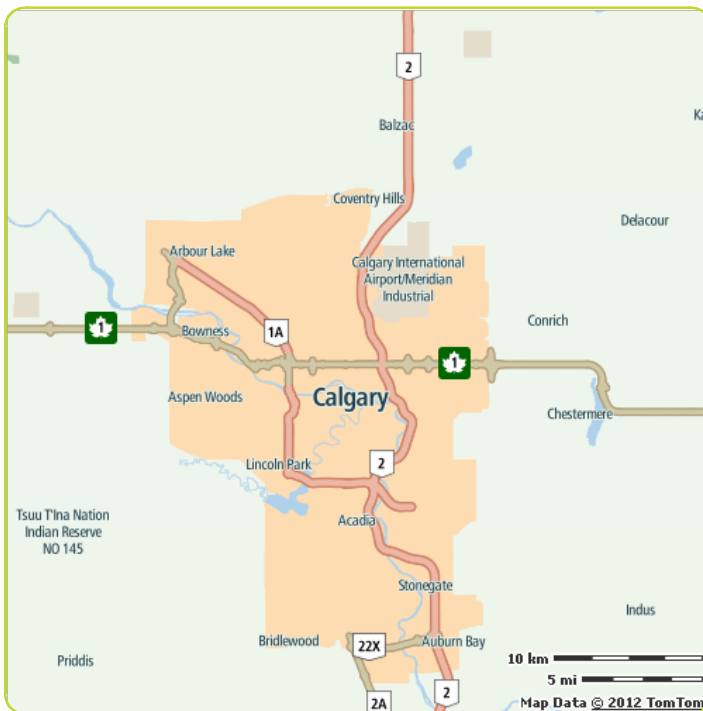 2
Balzac
Ka
Coventry Hills
Delacour
Arbour Lake
Calgary International
Airport/Meridian
Industrial
1
Bowness
1A
Conrich
1
Aspen Woods
Calgary
Chestermere
Lincoln Park
2
Tsuu T'Ina Nation
Indian Reserve
NO 145
Acadia
Stonegate
Indus
Bridlewood
22X
Auburn Bay
Priddis
10 km
5 mi
2A
2
Map Data © 2012 TomTom